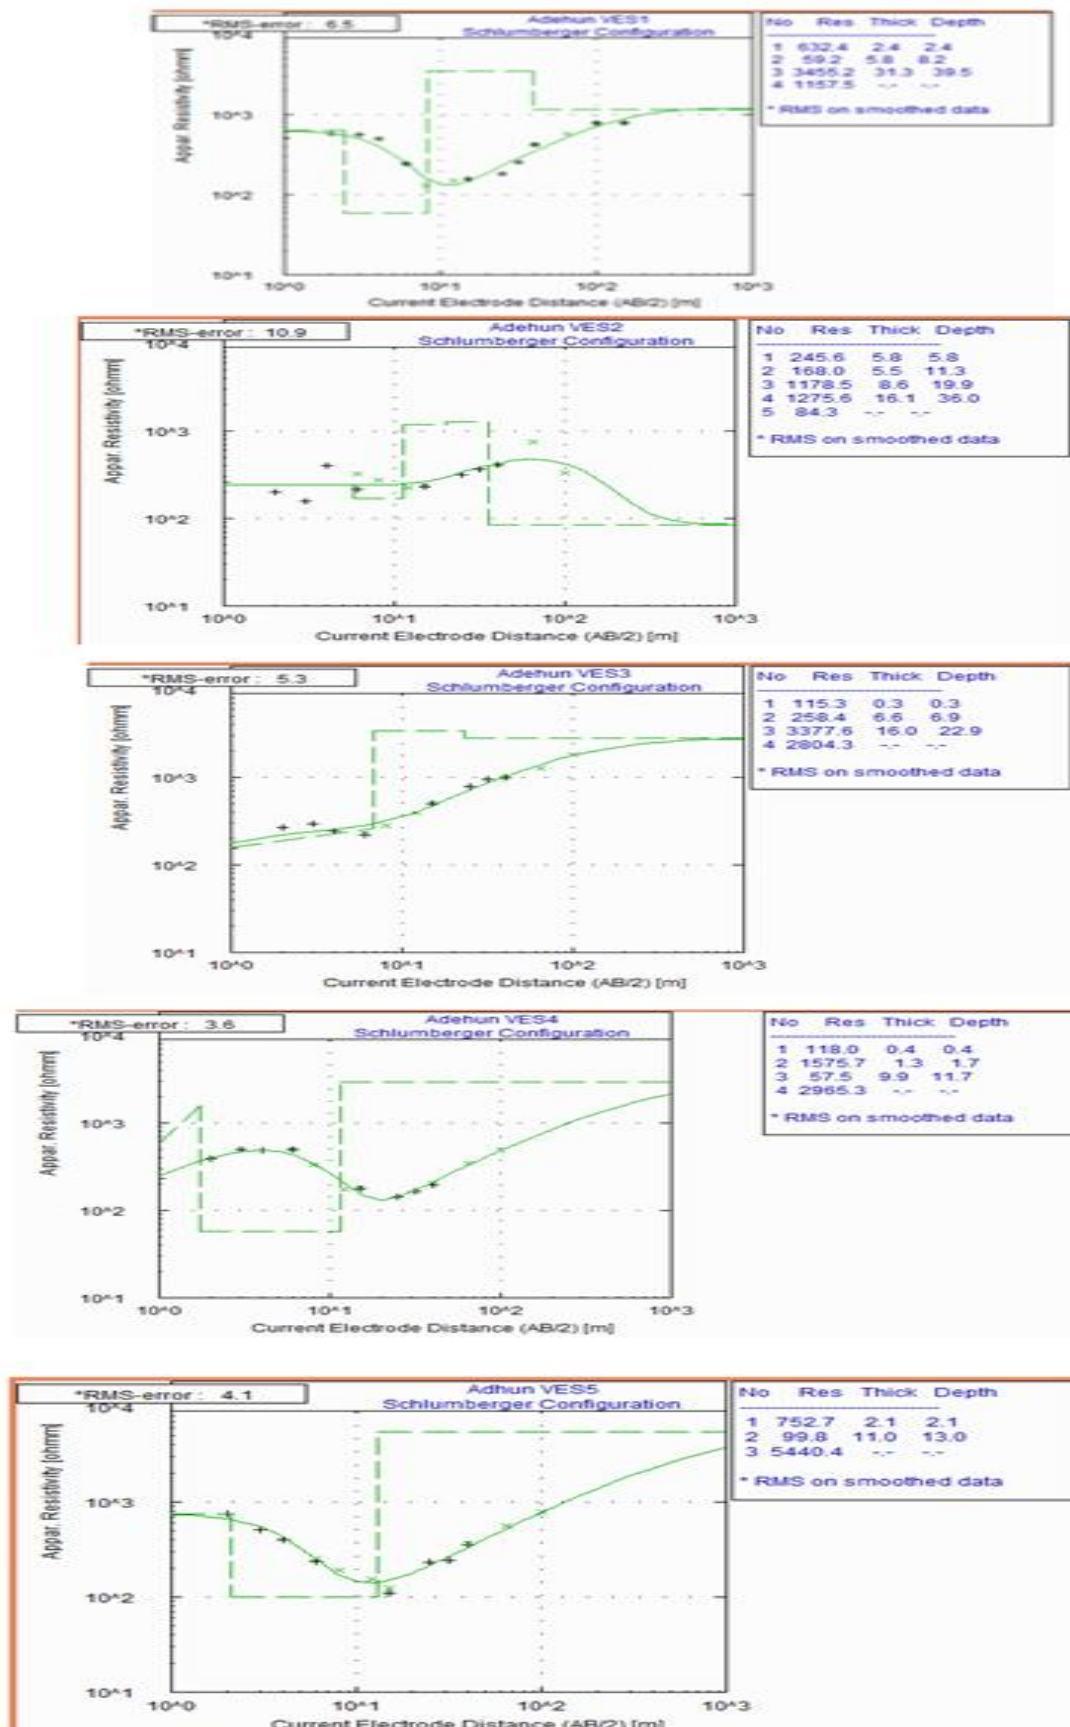 *RMS-error : 6.5
Adehun VES1
Schlumberger Configuration
No Res Thick Depth
1 632.4 2.4 2.4
2 59.2 5.8 8.2
3 3455.2 31.3 39.5
4 1157.5 -.- -.-
* RMS on smoothed data
Appar. Resistivity [ohmm]
10^4
10^3
10^2
10^1
10^0 10^1 10^2 10^3
Current Electrode Distance (AB/2) [m]
*RMS-error : 10.9
Adehun VES2
Schlumberger Configuration
No Res Thick Depth
1 245.6 5.8 5.8
2 168.0 5.5 11.3
3 1178.5 8.6 19.9
4 1275.6 16.1 36.0
5 84.3 -.- -.-
* RMS on smoothed data
Appar. Resistivity [ohmm]
10^4
10^3
10^2
10^1
10^0 10^1 10^2 10^3
Current Electrode Distance (AB/2) [m]
*RMS-error : 5.3
Adehun VES3
Schlumberger Configuration
No Res Thick Depth
1 115.3 0.3 0.3
2 258.4 6.6 6.9
3 3377.6 16.0 22.9
4 2804.3 -.- -.-
* RMS on smoothed data
Appar. Resistivity [ohmm]
10^4
10^3
10^2
10^1
10^0 10^1 10^2 10^3
Current Electrode Distance (AB/2) [m]
*RMS-error : 3.6
Adehun VES4
Schlumberger Configuration
No Res Thick Depth
1 118.0 0.4 0.4
2 1575.7 1.3 1.7
3 57.5 9.9 11.7
4 2965.3 -.- -.-
* RMS on smoothed data
Appar. Resistivity [ohmm]
10^4
10^3
10^2
10^1
10^0 10^1 10^2 10^3
Current Electrode Distance (AB/2) [m]
*RMS-error : 4.1
Adhun VES5
Schlumberger Configuration
No Res Thick Depth
1 752.7 2.1 2.1
2 99.8 11.0 13.0
3 5440.4 -.- -.-
* RMS on smoothed data
Appar. Resistivity [ohmm]
10^4
10^3
10^2
10^1
10^0 10^1 10^2 10^3
Current Electrode Distance (AB/2) [m]